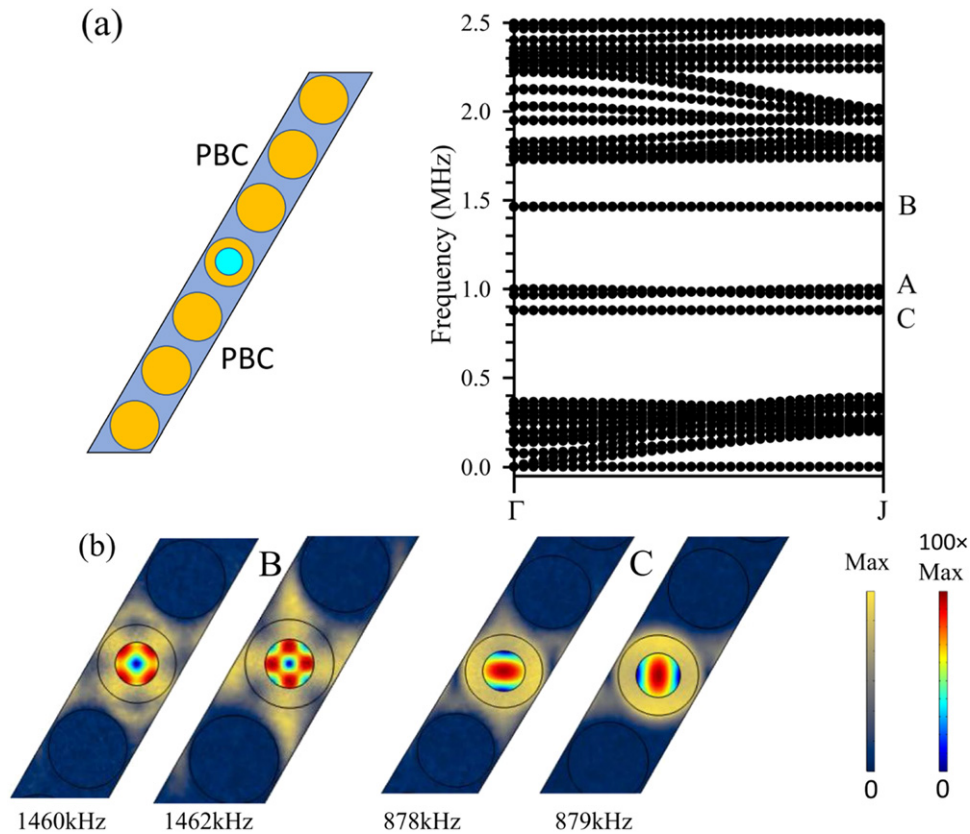 (a)
PBC
PBC
Frequency (MHz)
2.5
2.0
1.5
1.0
0.5
0.0
B
A
C
Γ
J
(b)
B
C
Max
100×
Max
0
0
1460kHz
1462kHz
878kHz
879kHz